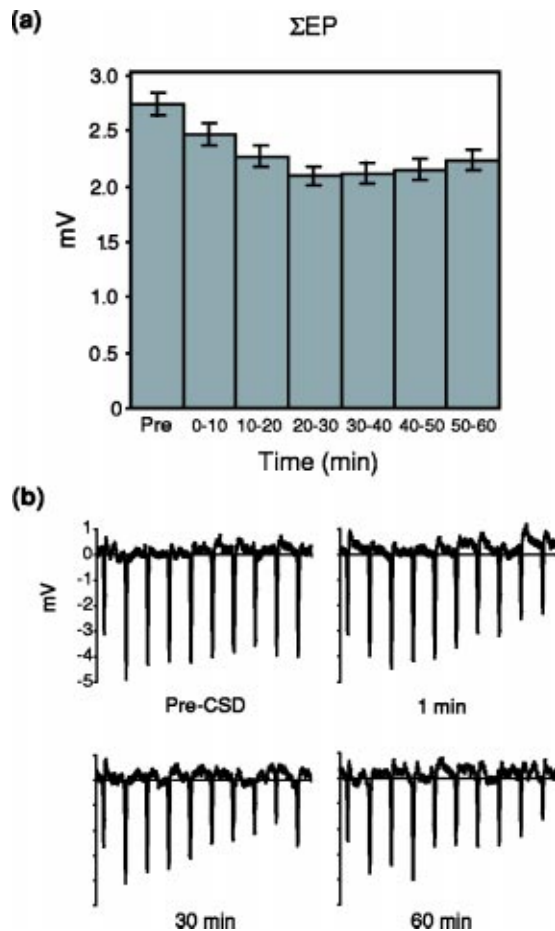 (a)
ΣEP
3.0
2.5
2.0
1.5
1.0
0.5
0
mV
Pre 0-10 10-20 20-30 30-40 40-50 50-60
Time (min)
(b)
1
0
-1
-2
-3
-4
-5
mV
Pre-CSD
1 min
30 min
60 min